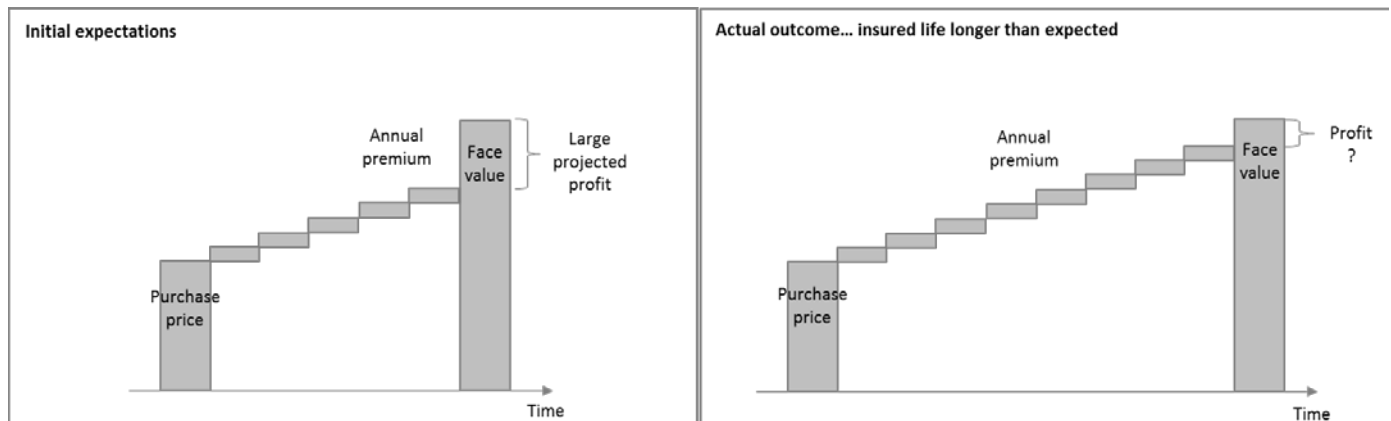 Initial expectations
Annual
premium
Face
value
Large
projected
profit
Purchase
price
Time
Actual outcome... insured life longer than expected
Annual
premium
Face
value
Profit
?
Purchase
price
Time